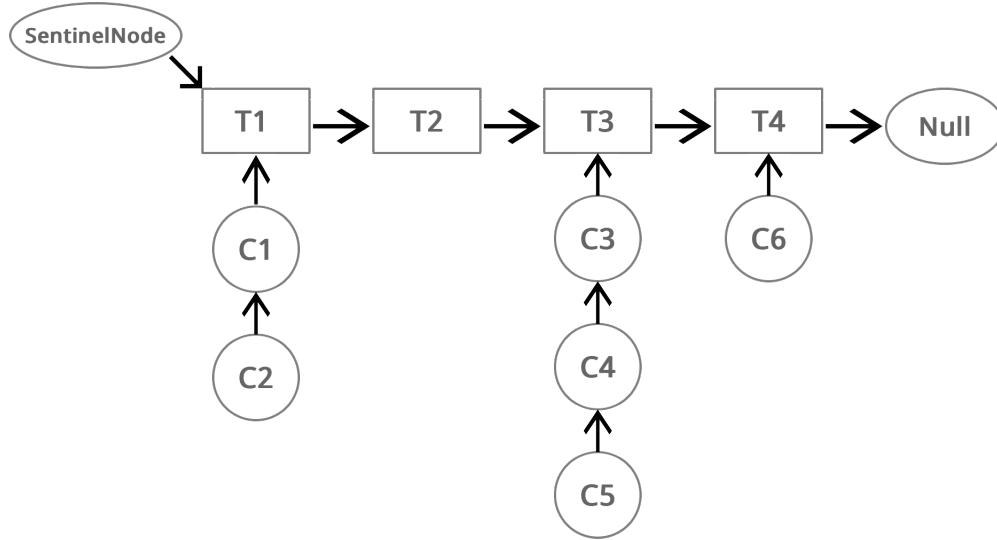 SentinelNode
T1
T2
T3
T4
Null
C1
C3
C6
C2
C4
C5